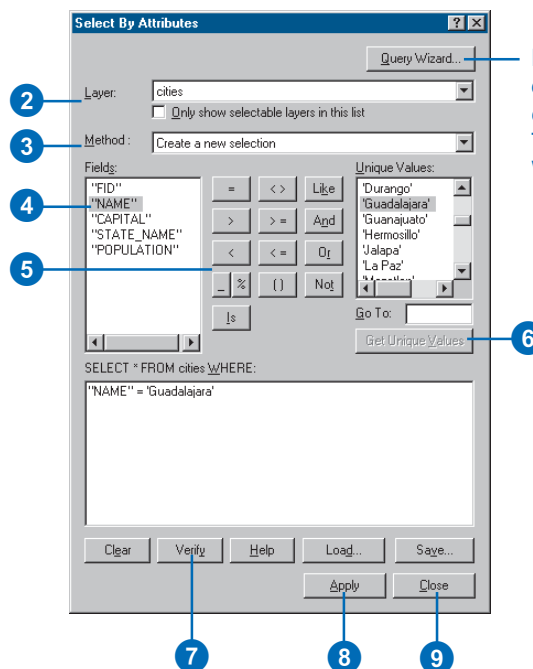 Select By Attributes
Query Wizard...
2
Layer:
cities
Only show selectable layers in this list
3
Method :
Create a new selection
Fields:
Unique Values:
4
"FID"
"NAME"
"CAPITAL"
"STATE_NAME"
"POPULATION"
5
= < > Like
> > = And
< < = Or
_ % ( ) Not
Is
'Durango'
'Guadalajara'
'Guanajuato'
'Hermosillo'
'Jalapa'
'La Paz'
Go To:
Get Unique Values
6
SELECT * FROM cities WHERE:
"NAME" = 'Guadalajara'
Clear Verify Help Load... Save...
Apply Close
7 8 9